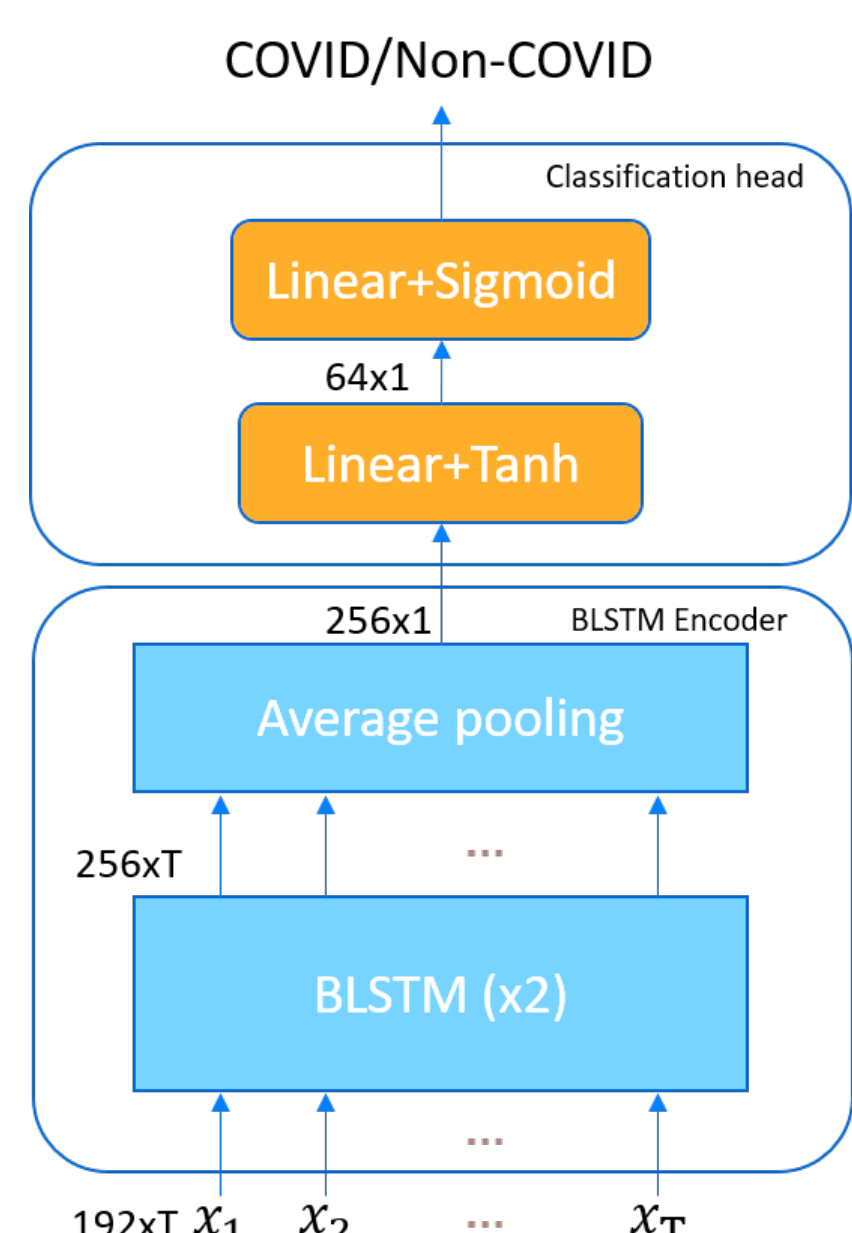 COVID/Non-COVID
Classification head
Linear+Sigmoid
64x1
Linear+Tanh
256x1 BLSTM Encoder
Average pooling
256xT ...
BLSTM (x2)
...
192xT x₁ x₂ ... x_T